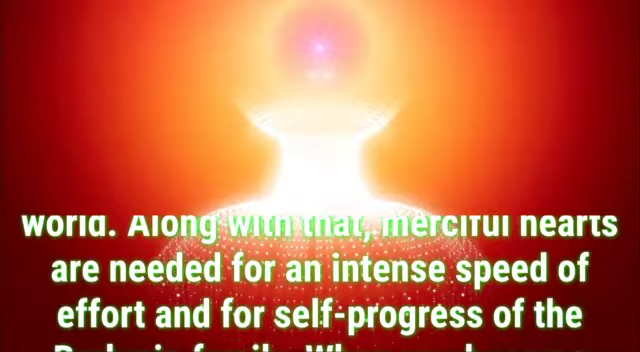 world. Along with that, merciful hearts
are needed for an intense speed of
effort and for self-progress of the